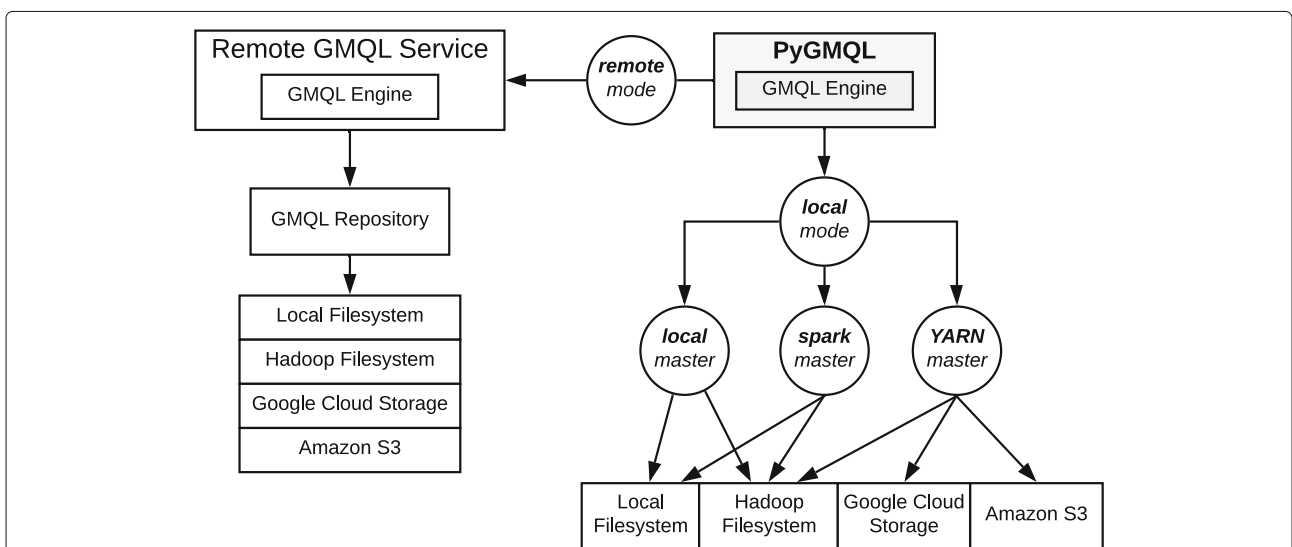 Remote GMQL Service
GMQL Engine
remote
mode
PyGMQL
GMQL Engine
GMQL Repository
local
mode
Local Filesystem
Hadoop Filesystem
Google Cloud Storage
Amazon S3
local
master
spark
master
YARN
master
Local
Filesystem
Hadoop
Filesystem
Google Cloud
Storage
Amazon S3